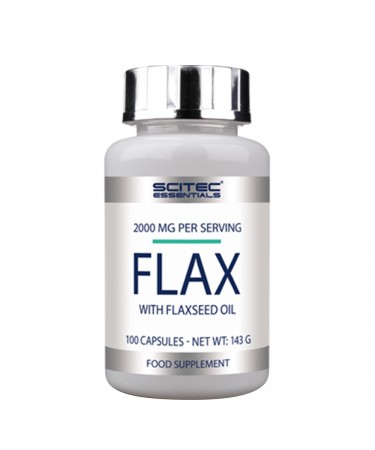 SCITEC
ESSENTIALS
2000 MG PER SERVING
FLAX
WITH FLAXSEED OIL
100 CAPSULES - NET WT: 143 G
FOOD SUPPLEMENT